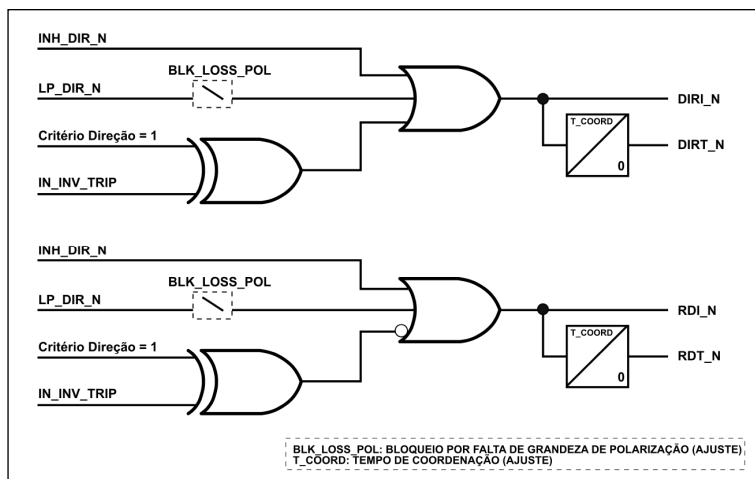 INH_DIR_N
BLK_LOSS_POL
LP_DIR_N
DIRI_N
Critério Direção = 1
T_COORD
DIRT_N
0
IN_INV_TRIP
INH_DIR_N
BLK_LOSS_POL
LP_DIR_N
RDI_N
Critério Direção = 1
T_COORD
RDT_N
0
IN_INV_TRIP
BLK_LOSS_POL: BLOQUEIO POR FALTA DE GRANDEZA DE POLARIZAÇÃO (AJUSTE)
T_COORD: TEMPO DE COORDENAÇÃO (AJUSTE)